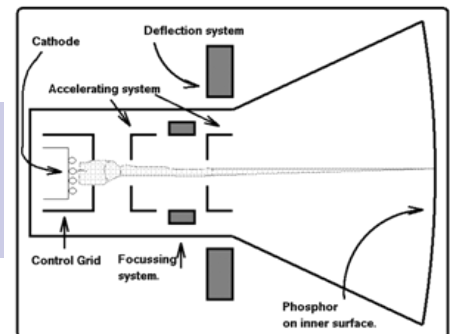 Deflection system
Cathode
Accelerating system
Control Grid
Focussing
system.
Phosphor
on inner surface.